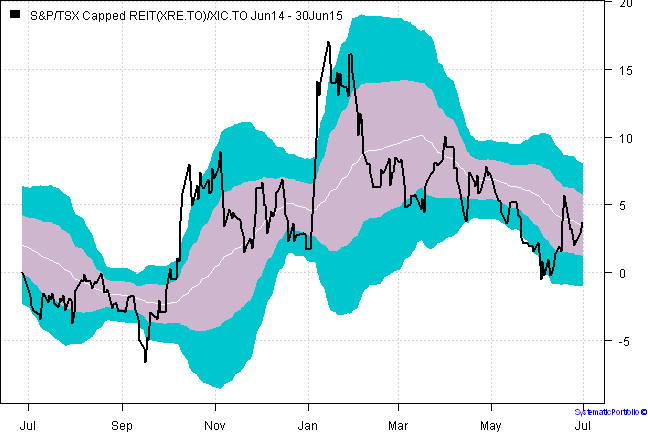 S&P/TSX Capped REIT(XRE.TO)/XIC.TO Jun14 - 30Jun15
20
15
10
5
0
-5
SystematicPortfolio ©
Jul Sep Nov Jan Mar May Jul